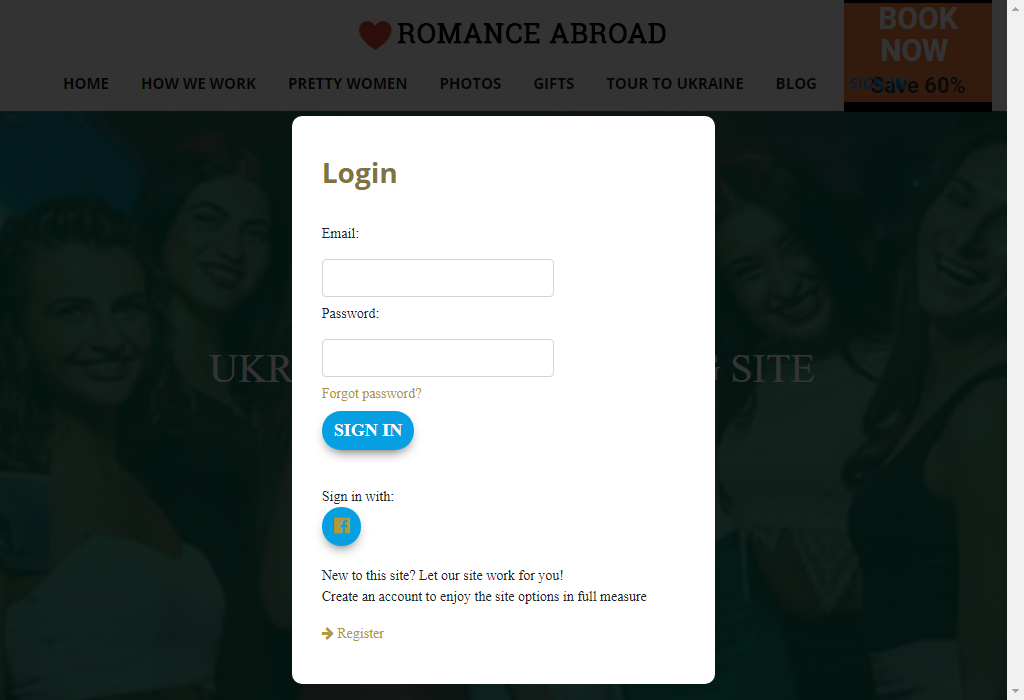 ROMANCE ABROAD
BOOK
NOW
Save 60%
HOME HOW WE WORK PRETTY WOMEN PHOTOS GIFTS TOUR TO UKRAINE BLOG SIGN IN
Login
Email:
Password:
UKR SITE
Forgot password?
SIGN IN
Sign in with:
New to this site? Let our site work for you!
Create an account to enjoy the site options in full measure
Register